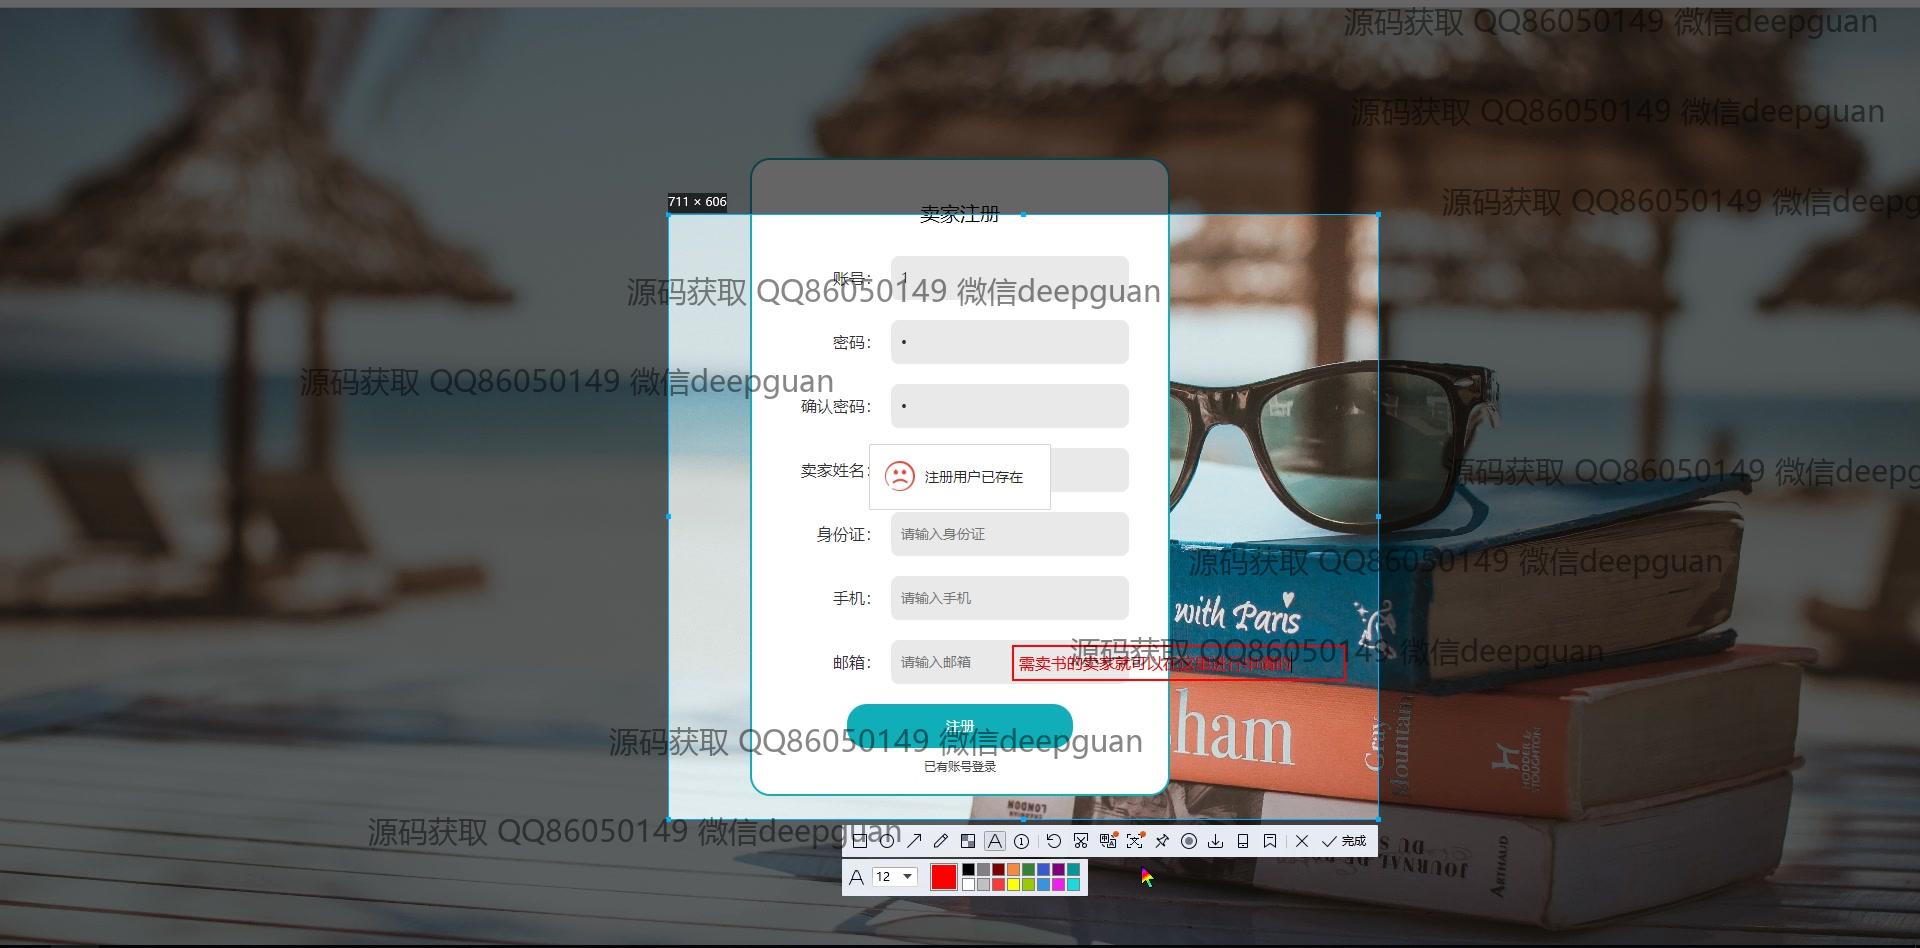 源码获取 QQ86050149 微信deepguan
源码获取 QQ86050149 微信deepguan
源码获取 QQ86050149 微信deepg
711 × 606
卖家注册
账号： 1
源码获取 QQ86050149 微信deepguan
密码： •
源码获取 QQ86050149 微信deepguan
确认密码： •
卖家姓名:
注册用户已存在
源码获取 QQ86050149 微信deepg
身份证： 请输入身份证
源码获取 QQ86050149 微信deepguan
手机： 请输入手机
with Paris
源码获取 QQ86050149 微信deepguan
邮箱： 请输入邮箱
需卖书的卖家就可以在这里进行注册的
注册
ham
Gray
Mountain
HODDER &
STOUGHTON
源码获取 QQ86050149 微信deepguan
已有账号登录
LONDON
源码获取 QQ86050149 微信deepguan
完成
JOURNAL DE
DU S
ARTHAUD
A 12